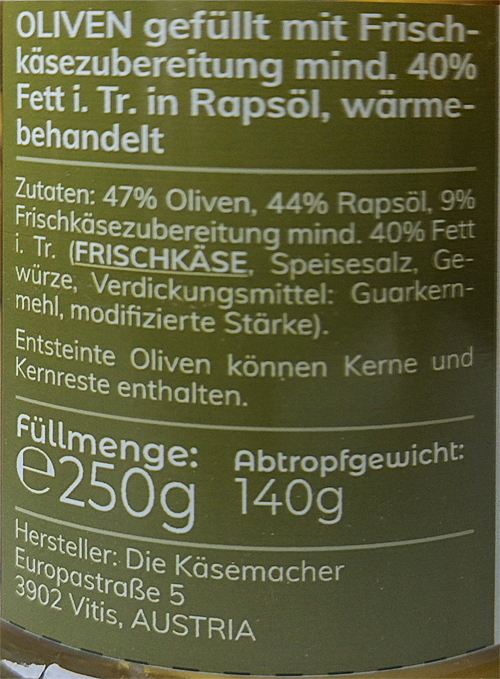 OLIVEN gefüllt mit Frisch-
käsezubereitung mind. 40%
Fett i. Tr. in Rapsöl, wärme-
behandelt
Zutaten: 47% Oliven, 44% Rapsöl, 9%
Frischkäsezubereitung mind. 40% Fett
i. Tr. (FRISCHKÄSE, Speisesalz, Ge-
würze, Verdickungsmittel: Guarkern-
mehl, modifizierte Stärke).
Entsteinte Oliven können Kerne und
Kernreste enthalten.
Füllmenge: Abtropfgewicht:
℮250g 140g
Hersteller: Die Käsemacher
Europastraße 5
3902 Vitis, AUSTRIA